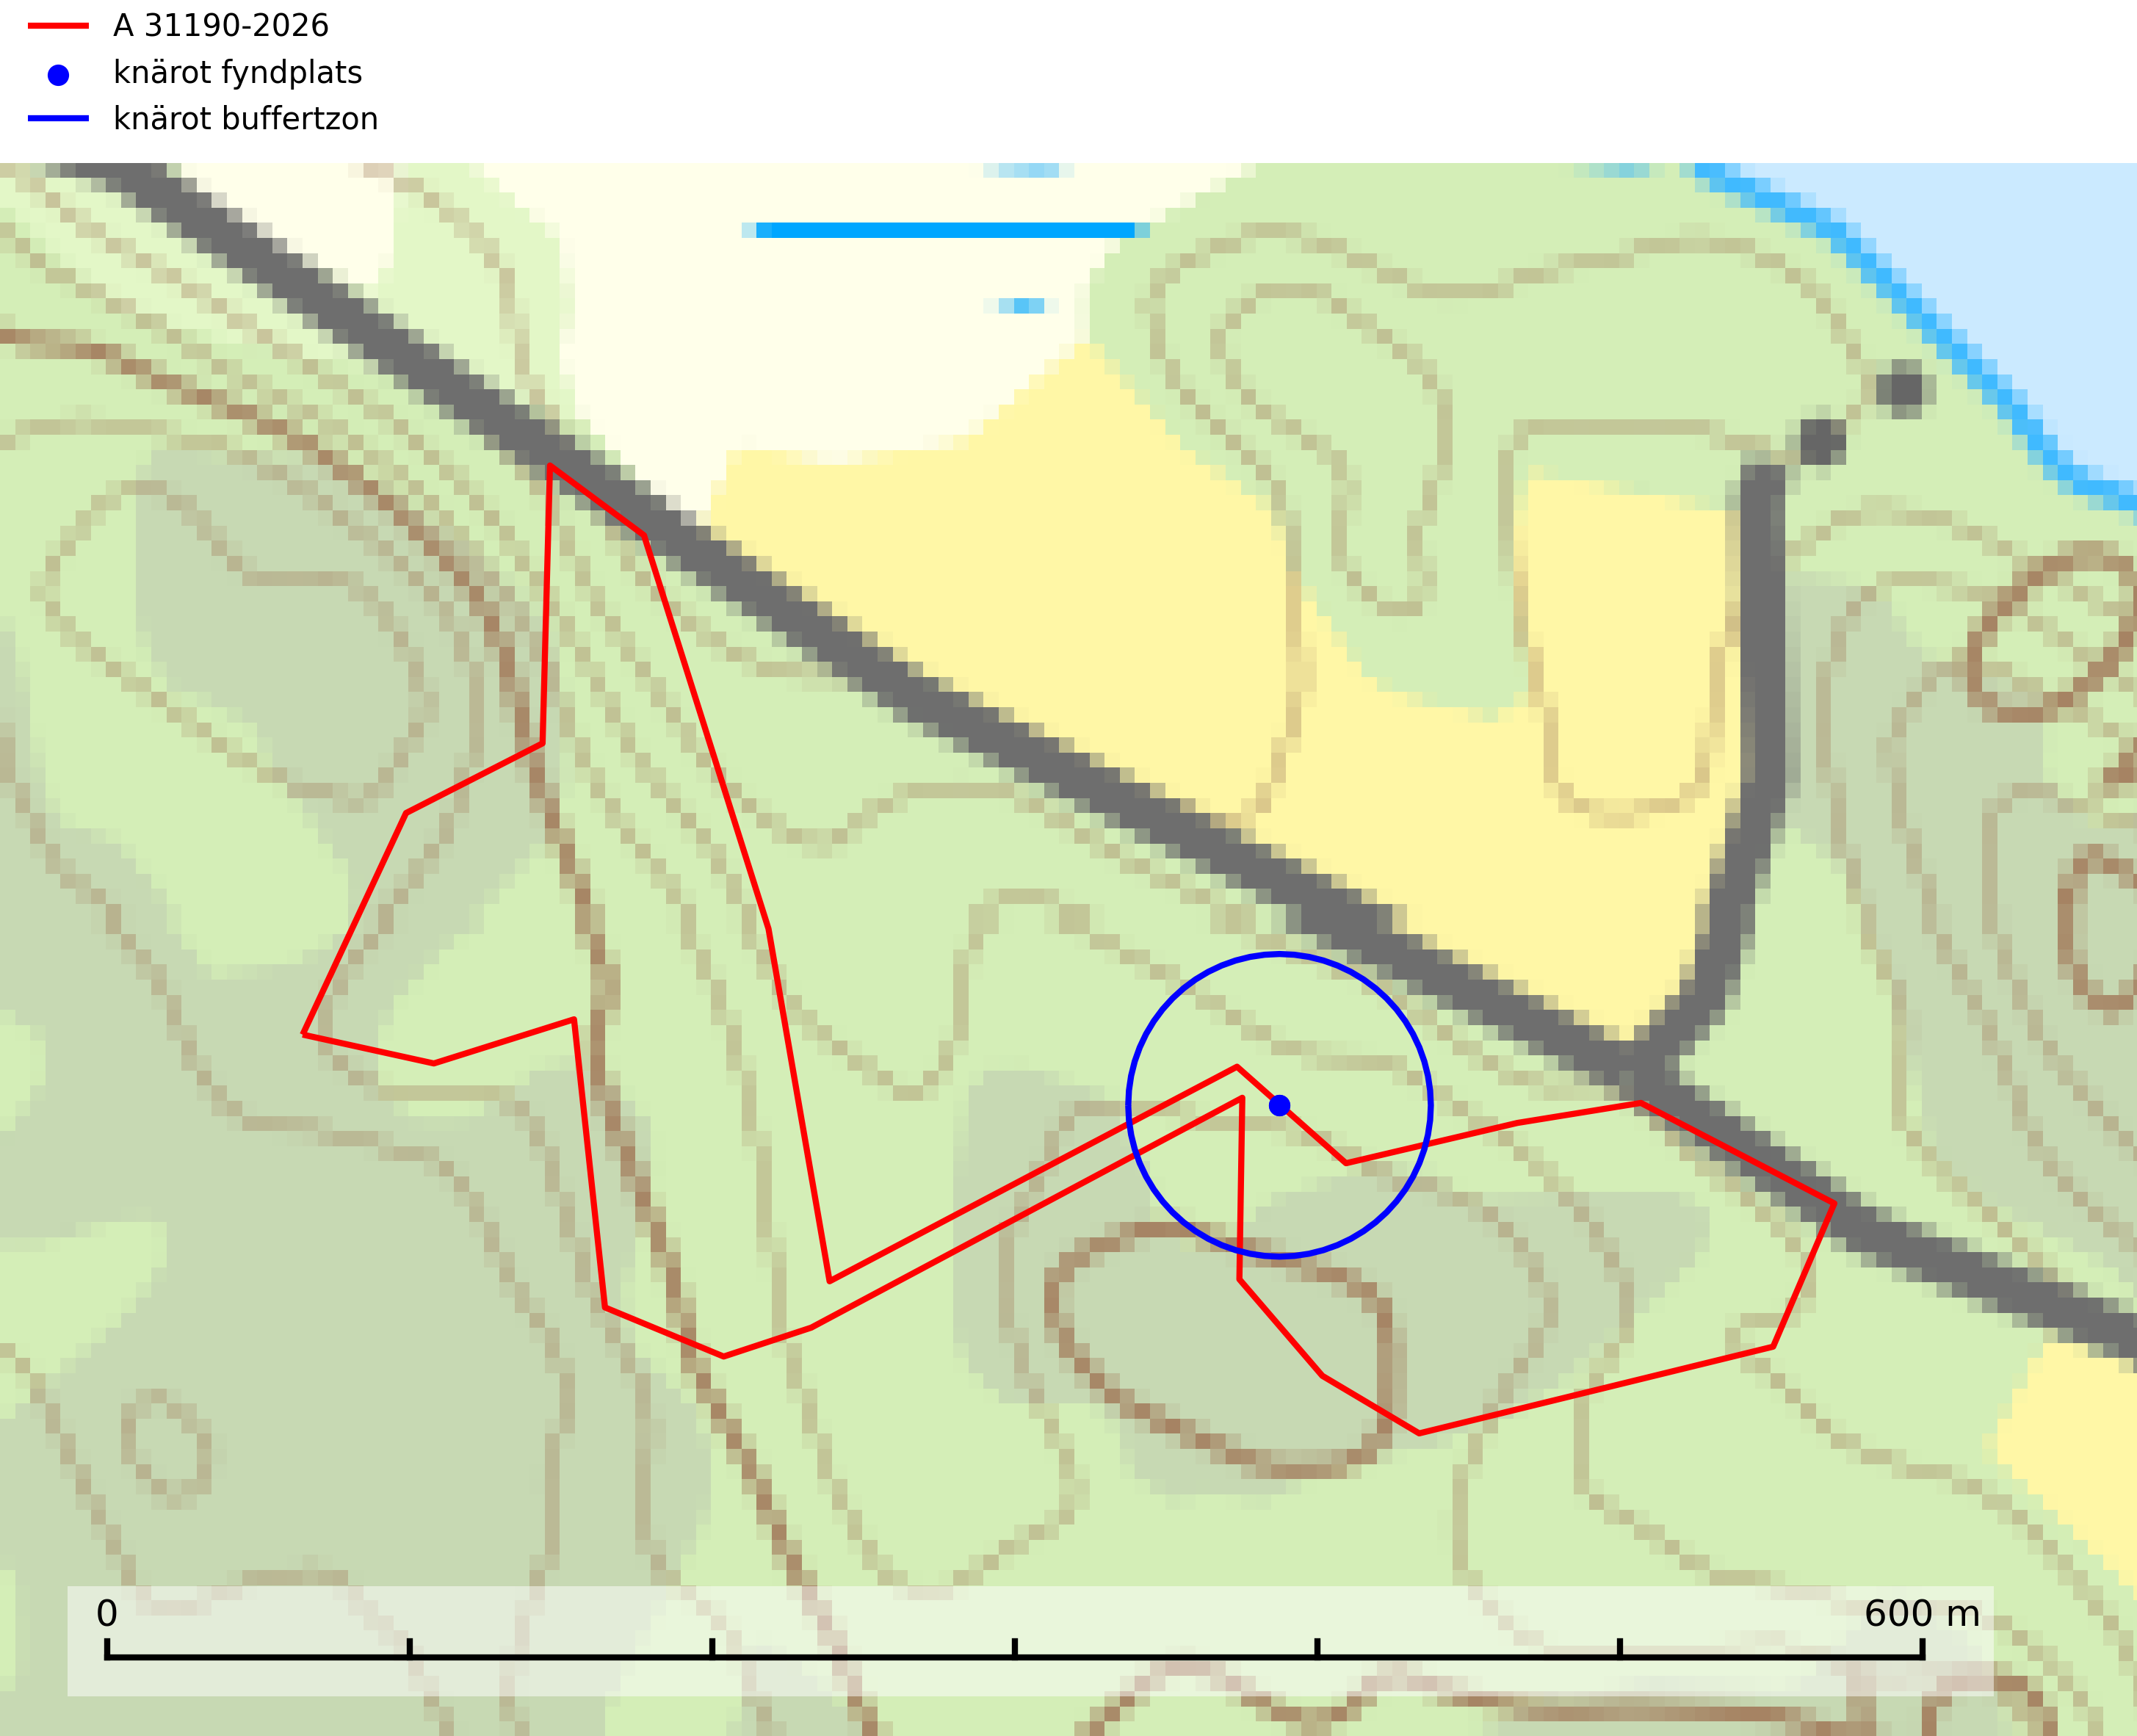 A 31190-2026
knärot fyndplats
knärot buffertzon
0
600 m